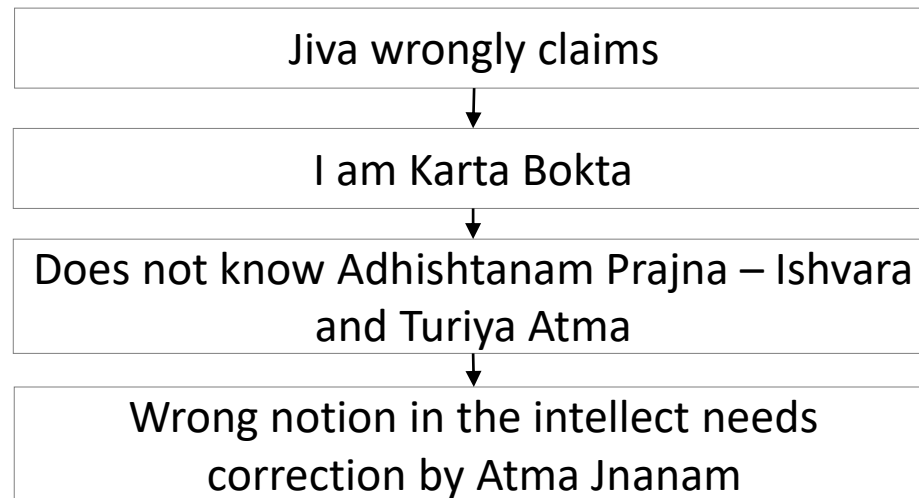 Jiva wrongly claims
I am Karta Bokta
Does not know Adhishtanam Prajna – Ishvara
and Turiya Atma
Wrong notion in the intellect needs
correction by Atma Jnanam